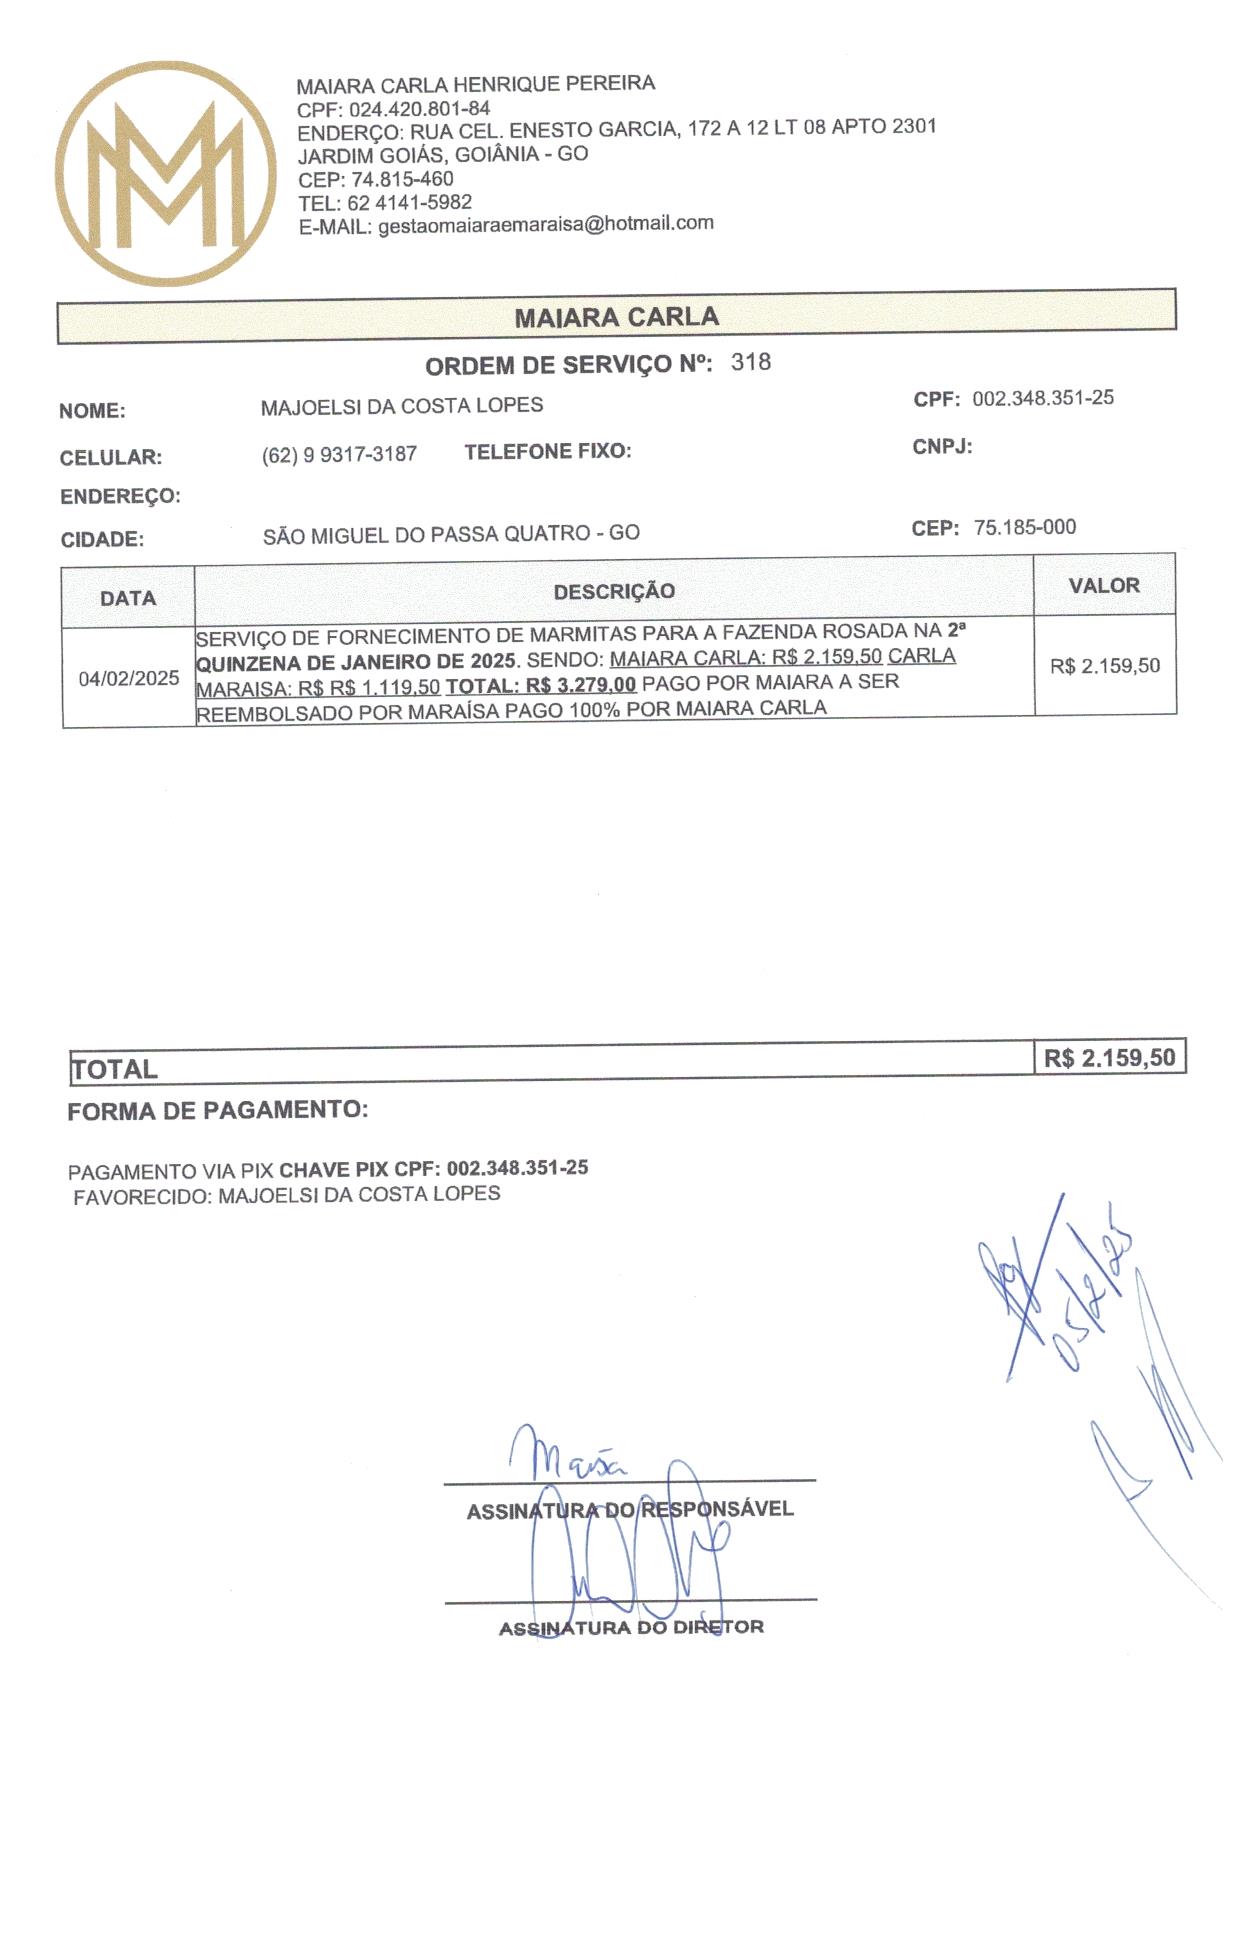 MAIARA CARLA HENRIQUE PEREIRA
CPF: 024.420.801-84
ENDERÇO: RUA CEL. ENESTO GARCIA, 172 A 12 LT 08 APTO 2301
JARDIM GOIÁS, GOIÂNIA - GO
CEP: 74.815-460
TEL: 62 4141-5982
E-MAIL: gestaomaiaraemaraisa@hotmail.com
MAIARA CARLA
ORDEM DE SERVIÇO Nº: 318
NOME: MAJOELSI DA COSTA LOPES CPF: 002.348.351-25
CELULAR: (62) 9 9317-3187 TELEFONE FIXO: CNPJ:
ENDEREÇO:
CIDADE: SÃO MIGUEL DO PASSA QUATRO - GO CEP: 75.185-000
DATA DESCRIÇÃO VALOR
SERVIÇO DE FORNECIMENTO DE MARMITAS PARA A FAZENDA ROSADA NA 2ª
QUINZENA DE JANEIRO DE 2025. SENDO: MAIARA CARLA: R$ 2.159,50 CARLA
04/02/2025 MARAISA: R$ R$ 1.119,50 TOTAL: R$ 3.279,00 PAGO POR MAIARA A SER R$ 2.159,50
REEMBOLSADO POR MARAÍSA PAGO 100% POR MAIARA CARLA
TOTAL R$ 2.159,50
FORMA DE PAGAMENTO:
PAGAMENTO VIA PIX CHAVE PIX CPF: 002.348.351-25
FAVORECIDO: MAJOELSI DA COSTA LOPES
05/2/25
ASSINATURA DO RESPONSÁVEL
ASSINATURA DO DIRETOR